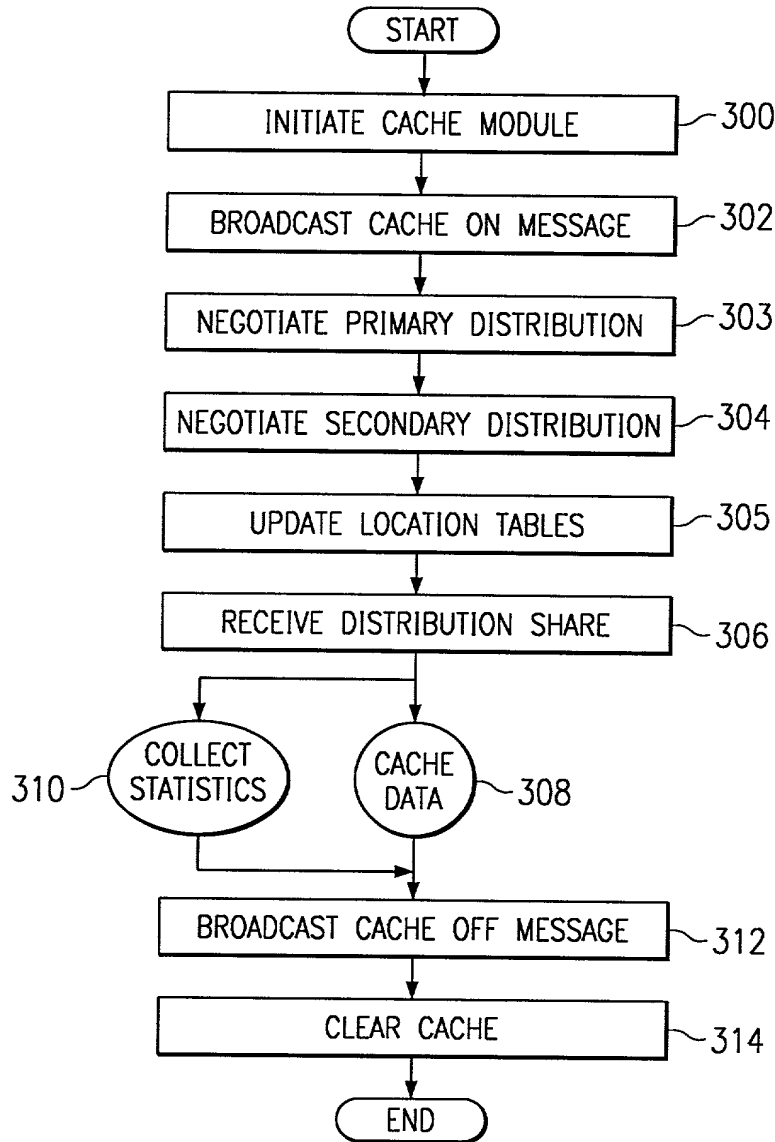 START
INITIATE CACHE MODULE
300
BROADCAST CACHE ON MESSAGE
302
NEGOTIATE PRIMARY DISTRIBUTION
303
NEGOTIATE SECONDARY DISTRIBUTION
304
UPDATE LOCATION TABLES
305
RECEIVE DISTRIBUTION SHARE
306
310
COLLECT
STATISTICS
CACHE
DATA
308
BROADCAST CACHE OFF MESSAGE
312
CLEAR CACHE
314
END